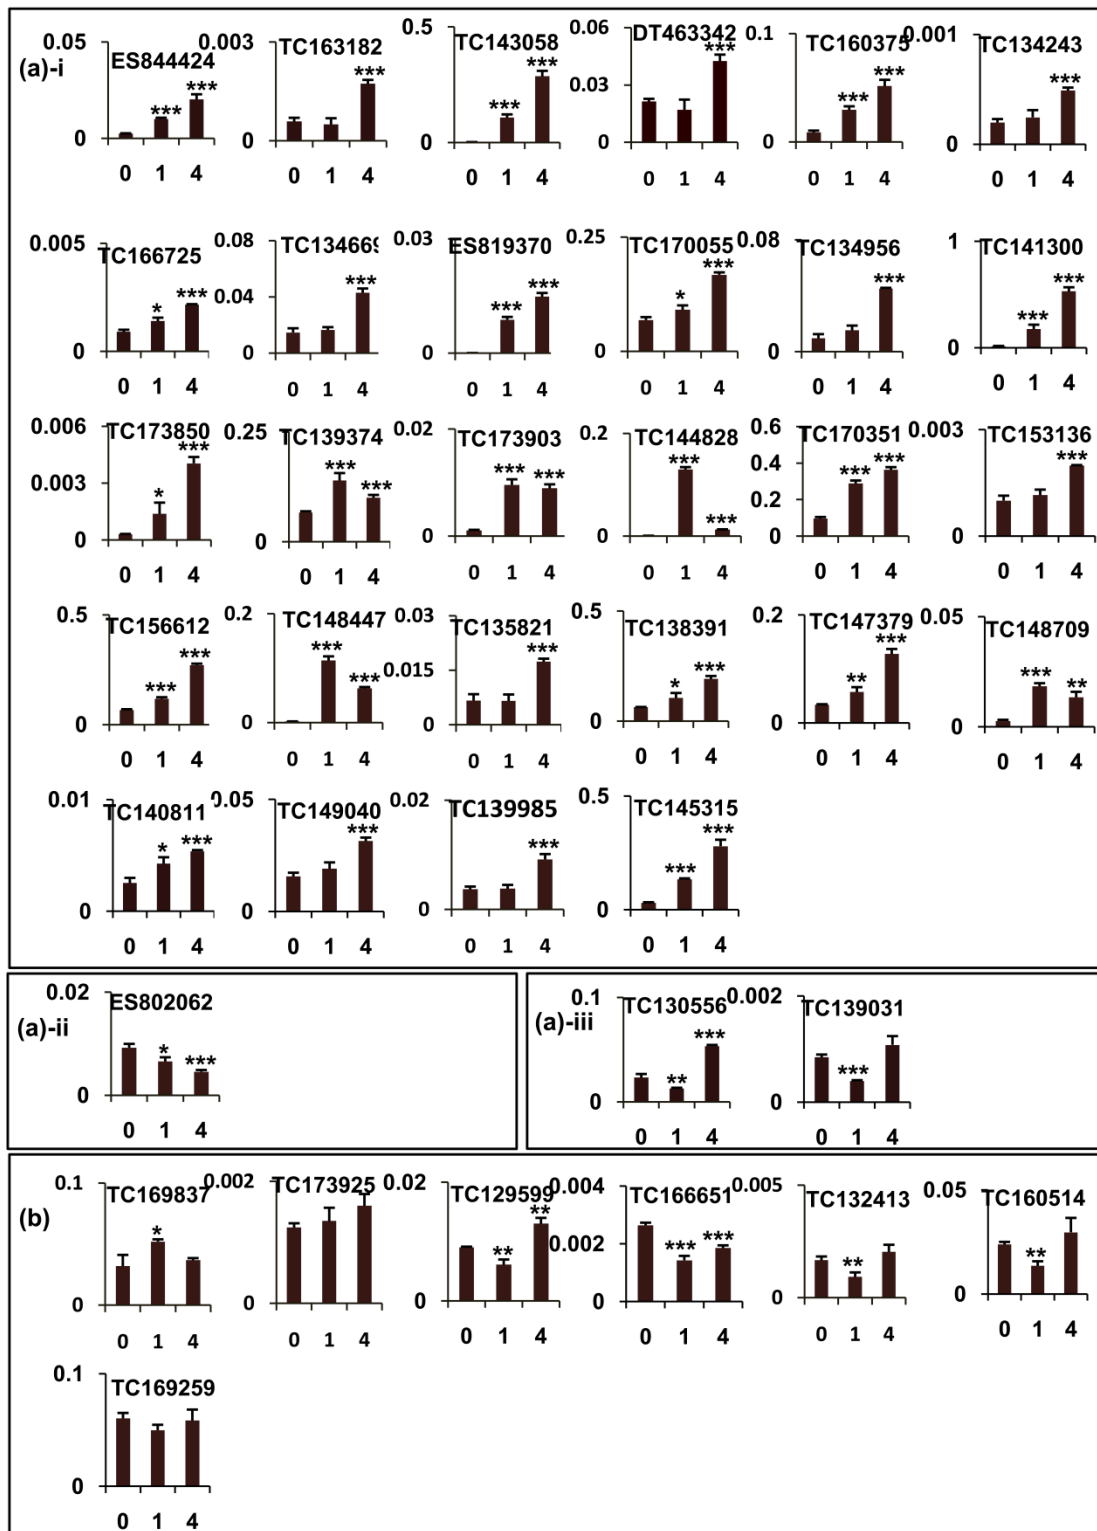 (a)-i
0.05 ES844424 *** *** 0 0 1 4
0.003 TC163182 *** 0 0 1 4
0.5 TC143058 *** *** 0 0 1 4
0.06 DT463342 *** 0.03 0 0 1 4
0.1 TC160375 *** *** 0 0 1 4
0.001 TC134243 *** 0 0 1 4
0.005 TC166725 * *** 0 0 1 4
0.08 TC134669 *** 0.04 0 0 1 4
0.03 ES819370 *** *** 0 0 1 4
0.25 TC170055 * *** 0 0 1 4
0.08 TC134956 *** 0 0 1 4
1 TC141300 *** *** 0 0 1 4
0.006 TC173850 * *** 0.003 0 0 1 4
0.25 TC139374 *** *** 0 0 1 4
0.02 TC173903 *** *** 0 0 1 4
0.2 TC144828 *** *** 0 0 1 4
0.6 TC170351 *** *** 0.4 0.2 0 0 1 4
0.003 TC153136 *** 0 0 1 4
0.5 TC156612 *** *** 0 0 1 4
0.2 TC148447 *** *** 0 0 1 4
0.03 TC135821 *** 0.015 0 0 1 4
0.5 TC138391 * *** 0 0 1 4
0.2 TC147379 ** *** 0 0 1 4
0.05 TC148709 *** ** 0 0 1 4
0.01 TC140811 * *** 0 0 1 4
0.05 TC149040 *** 0 0 1 4
0.02 TC139985 *** 0 0 1 4
0.5 TC145315 *** *** 0 0 1 4
(a)-ii
0.02 ES802062 * *** 0 0 1 4
(a)-iii
0.1 TC130556 ** *** 0 0 1 4
0.002 TC139031 *** 0 0 1 4
(b)
0.1 TC169837 * 0 0 1 4
0.002 TC173925 0 0 1 4
0.02 TC129599 ** ** 0 0 1 4
0.004 TC166651 *** *** 0.002 0 0 1 4
0.005 TC132413 ** 0 0 1 4
0.05 TC160514 ** 0 0 1 4
0.1 TC169259 0 0 1 4